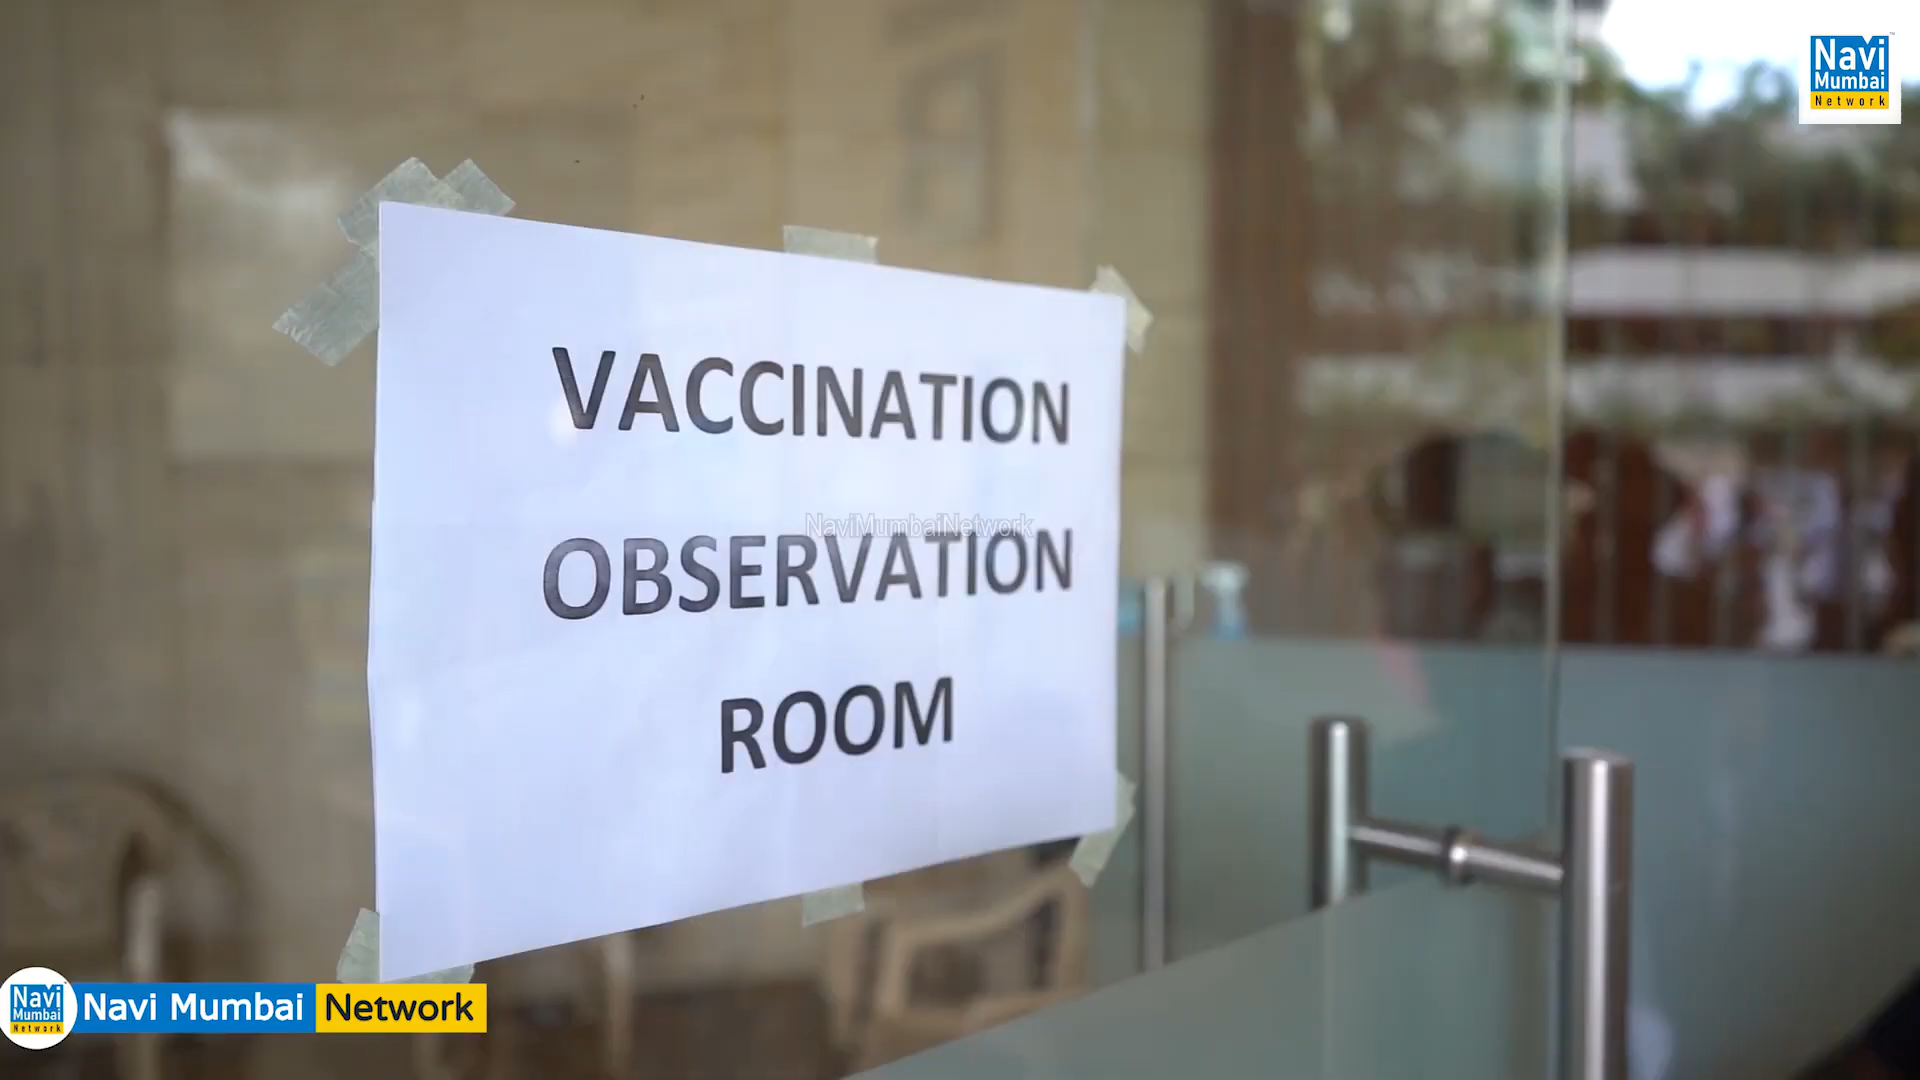 Navi
Mumbai
Network
VACCINATION
NaviMumbaiNetwork
OBSERVATION
ROOM
Navi
Mumbai
Network
Navi Mumbai Network